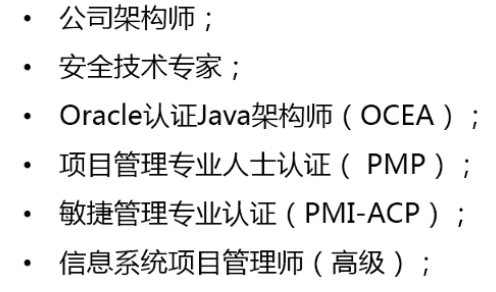 • 公司架构师；
• 安全技术专家；
• Oracle认证Java架构师（OCEA）；
• 项目管理专业人士认证（ PMP）；
• 敏捷管理专业认证（PMI-ACP）；
• 信息系统项目管理师（高级）；